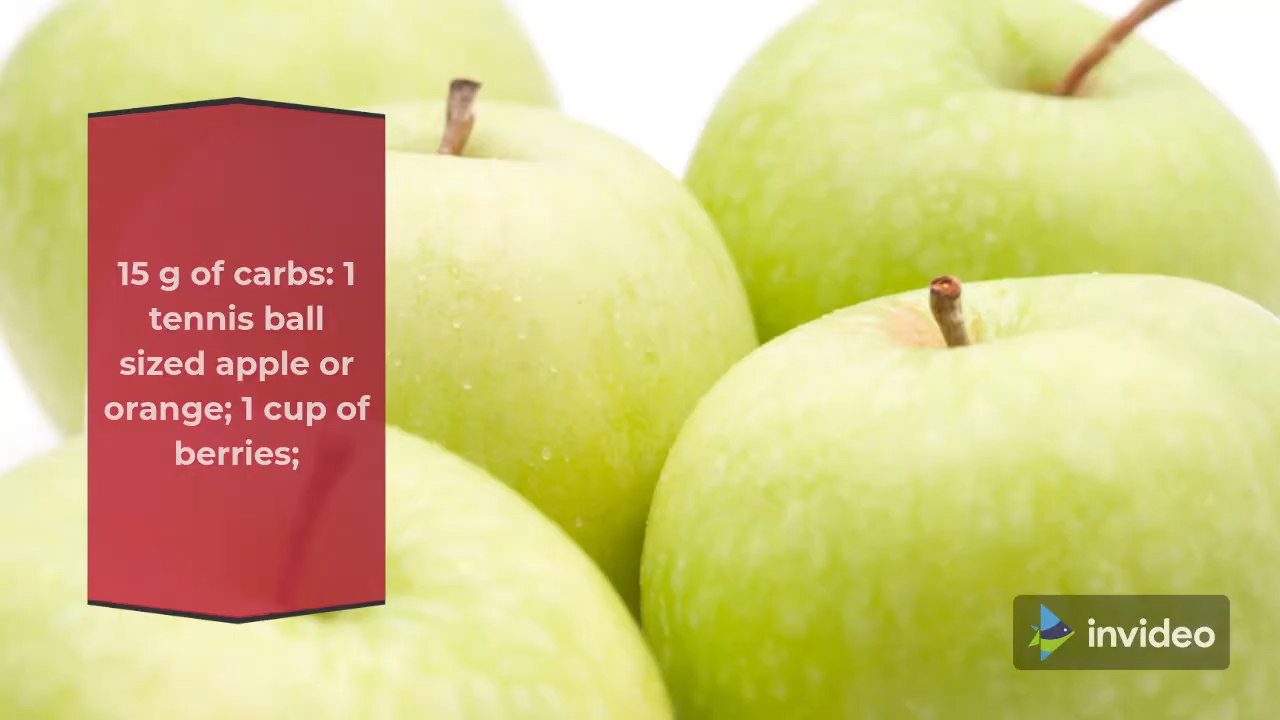 15 g of carbs: 1
tennis ball
sized apple or
orange; 1 cup of
berries;
invideo